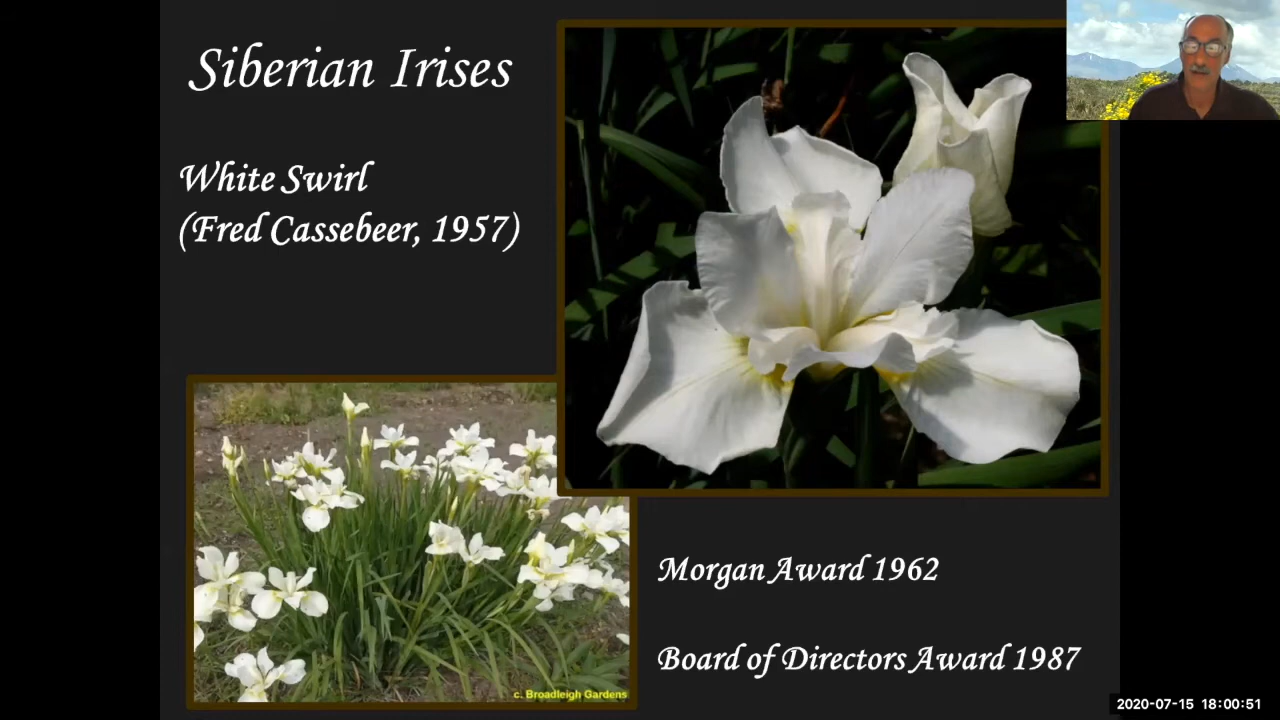 Siberian Irises
White Swirl
(Fred Cassebeer, 1957)
c. Broadleigh Gardens
Morgan Award 1962
Board of Directors Award 1987
2020-07-15 18:00:51